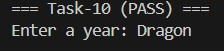 === Task-10 (PASS) ===
Enter a year: Dragon